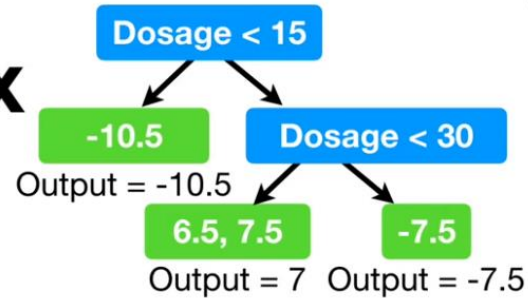 Dosage < 15
x
-10.5
Dosage < 30
Output = -10.5
6.5, 7.5
-7.5
Output = 7
Output = -7.5